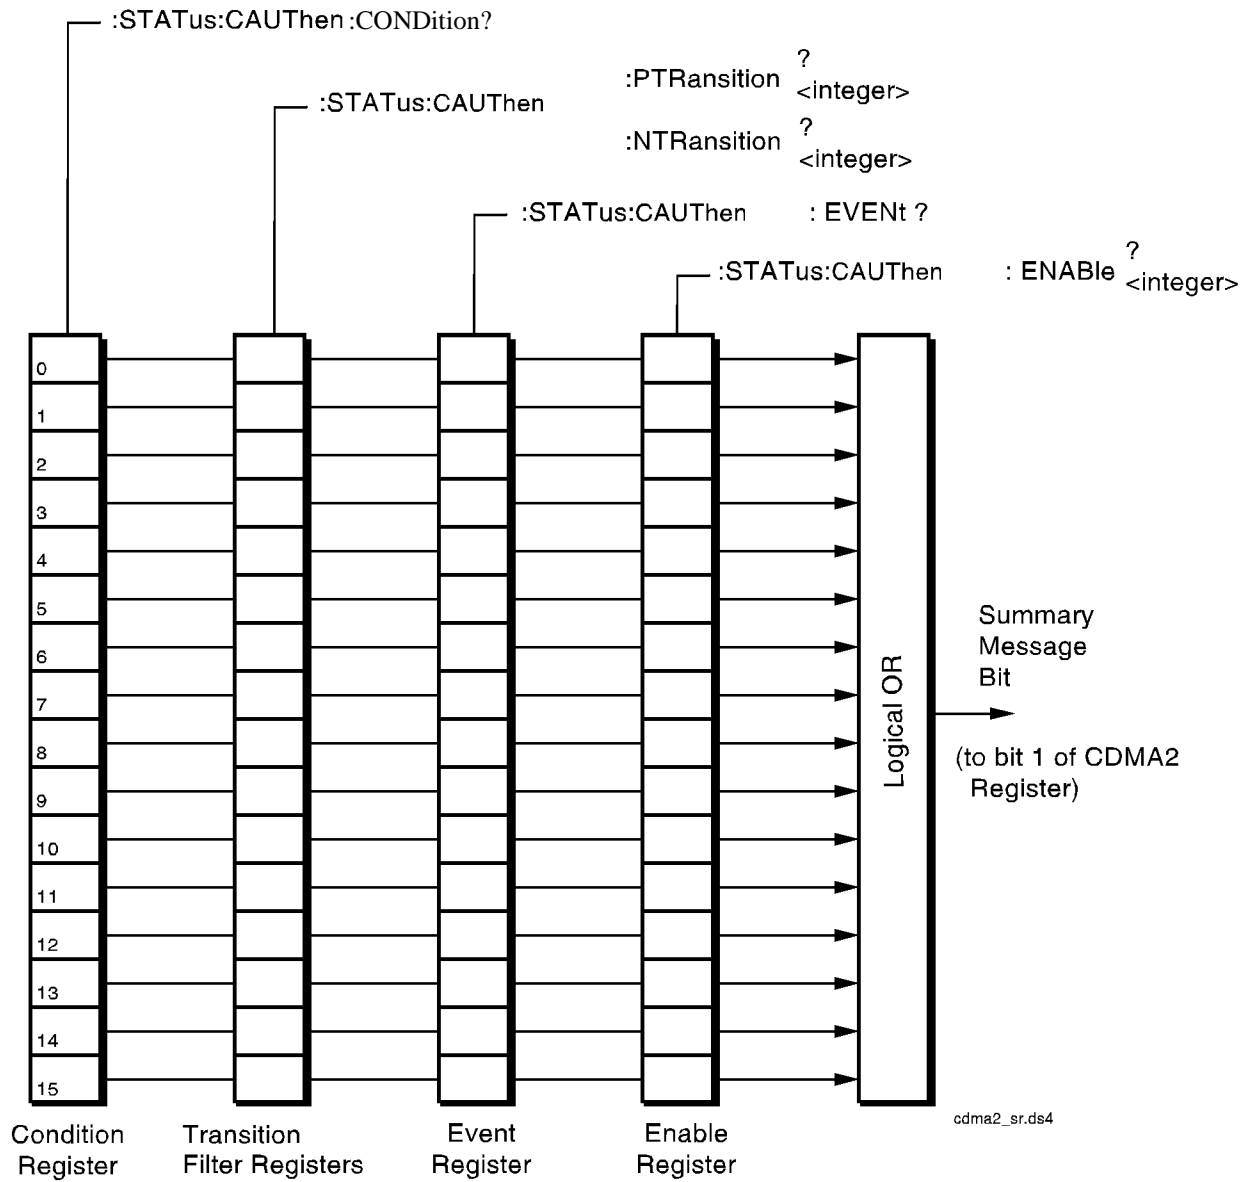 :STATus:CAUThen :CONDition?
?
:PTRansition
<integer>
:STATus:CAUThen
?
:NTRansition
<integer>
:STATus:CAUThen : EVENt ?
?
:STATus:CAUThen : ENABle
<integer>
0
1
2
3
4
5
6
7
8
9
10
11
12
13
14
15
Logical OR
Summary
Message
Bit
(to bit 1 of CDMA2
Register)
cdma2_sr.ds4
Condition
Register
Transition
Filter Registers
Event
Register
Enable
Register